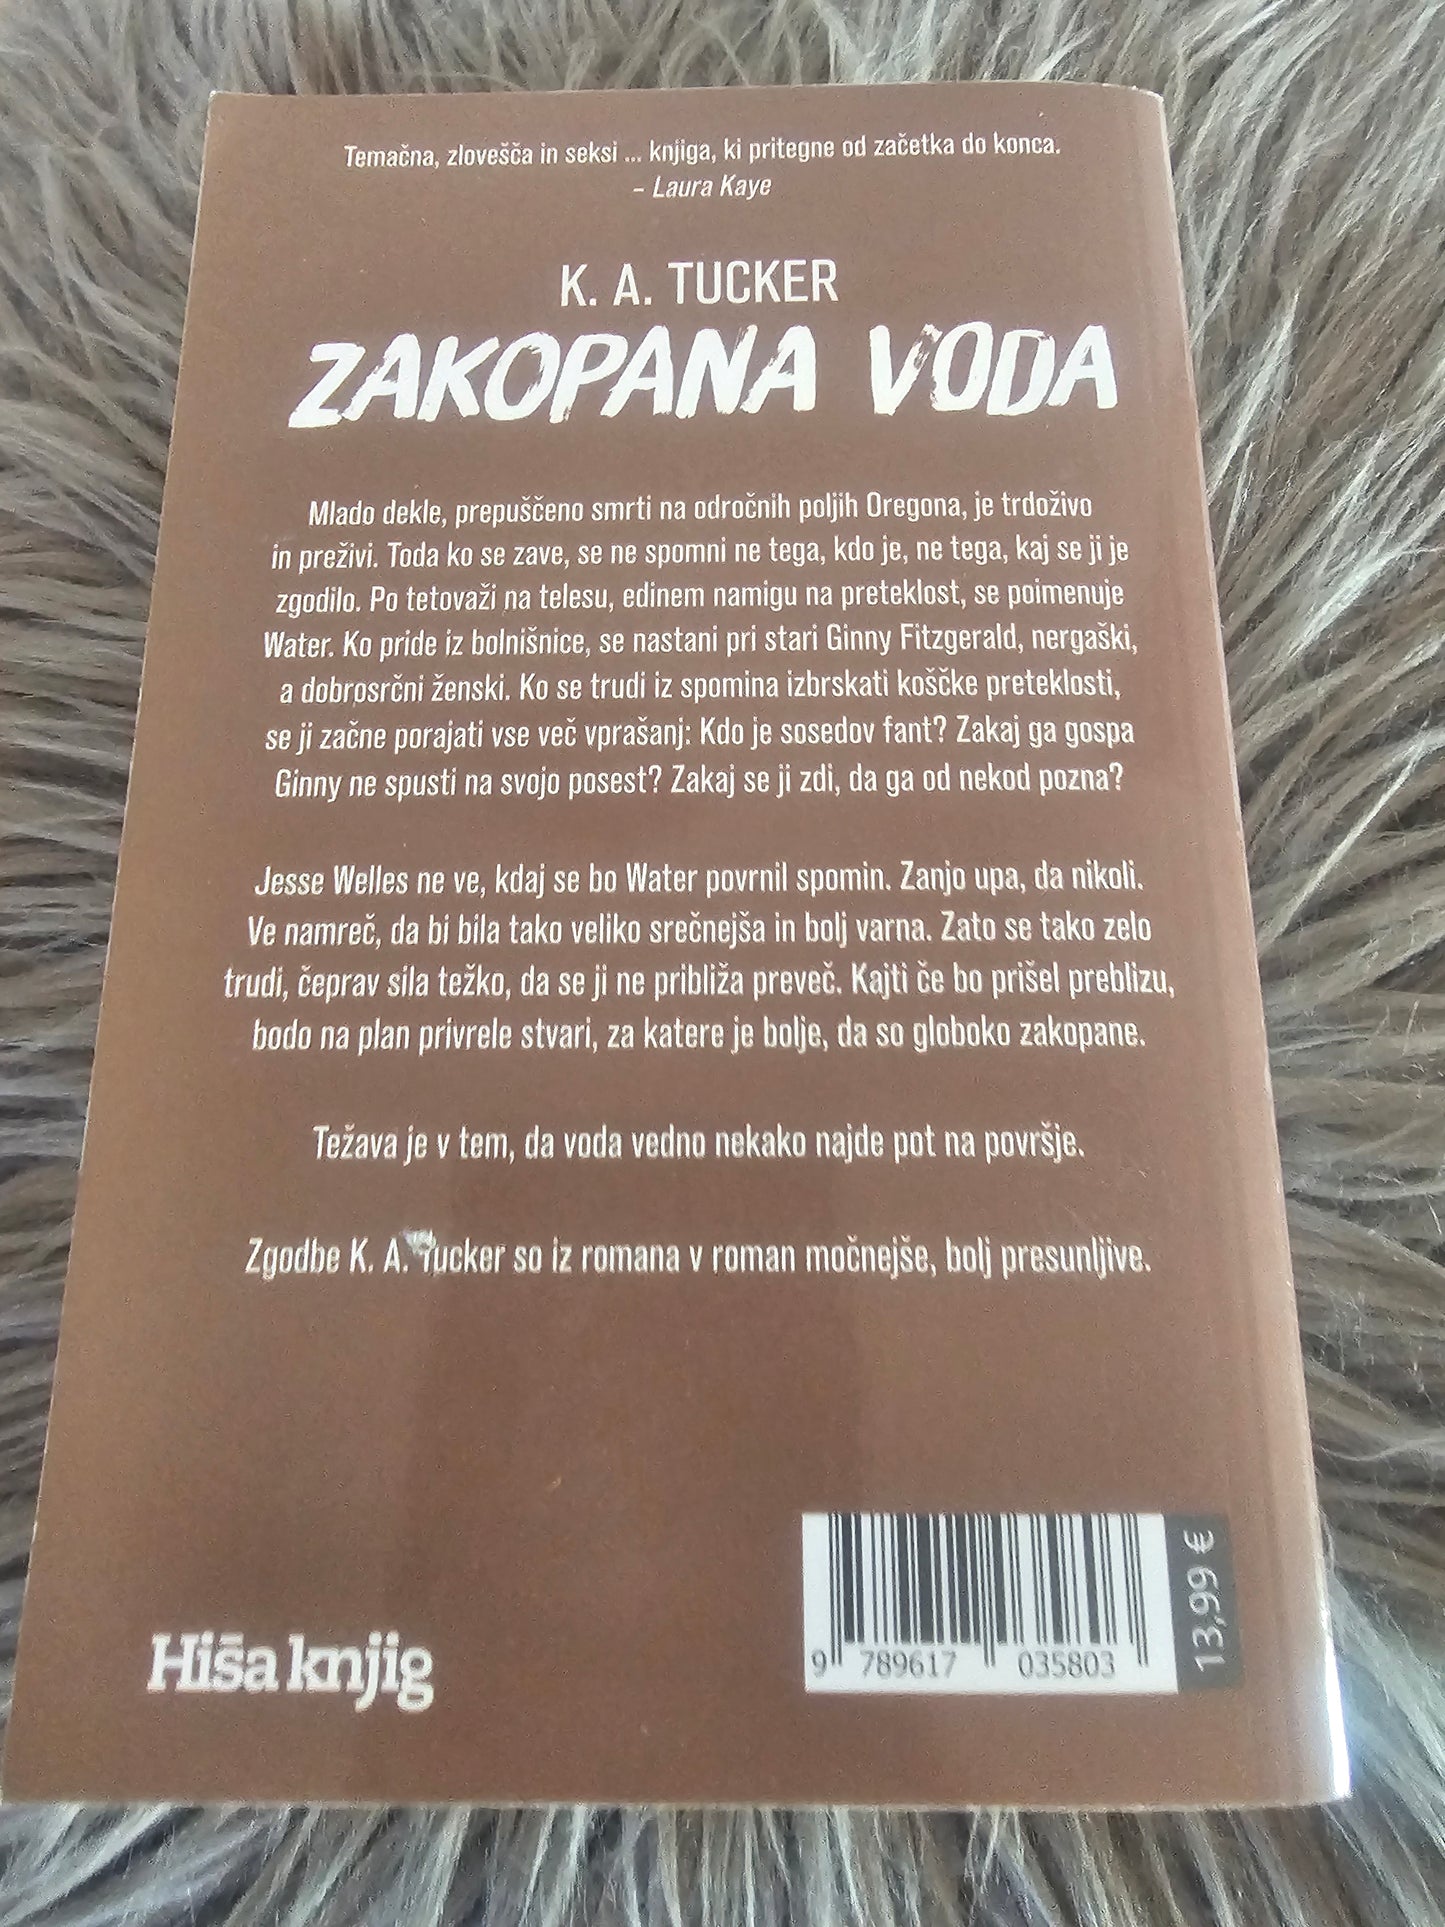 Temačna, zlovešča in seksi ... knjiga, ki pritegne od začetka do konca.
– Laura Kaye
K. A. TUCKER
ZAKOPANA VODA
Mlado dekle, prepuščeno smrti na odročnih poljih Oregona, je trdoživo
in preživi. Toda ko se zave, se ne spomni ne tega, kdo je, ne tega, kaj se ji je
zgodilo. Po tetovaži na telesu, edinem namigu na preteklost, se poimenuje
Water. Ko pride iz bolnišnice, se nastani pri stari Ginny Fitzgerald, nergaški,
a dobrosrčni ženski. Ko se trudi iz spomina izbrskati koščke preteklosti,
se ji začne porajati vse več vprašanj: Kdo je sosedov fant? Zakaj ga gospa
Ginny ne spusti na svojo posest? Zakaj se ji zdi, da ga od nekod pozna?
Jesse Welles ne ve, kdaj se bo Water povrnil spomin. Zanjo upa, da nikoli.
Ve namreč, da bi bila tako veliko srečnejša in bolj varna. Zato se tako zelo
trudi, čeprav sila težko, da se ji ne približa preveč. Kajti če bo prišel preblizu,
bodo na plan privrele stvari, za katere je bolje, da so globoko zakopane.
Težava je v tem, da voda vedno nekako najde pot na površje.
Zgodbe K. A. Tucker so iz romana v roman močnejše, bolj presunljive.
Hiša knjig
9 789617 035803
13,99 €